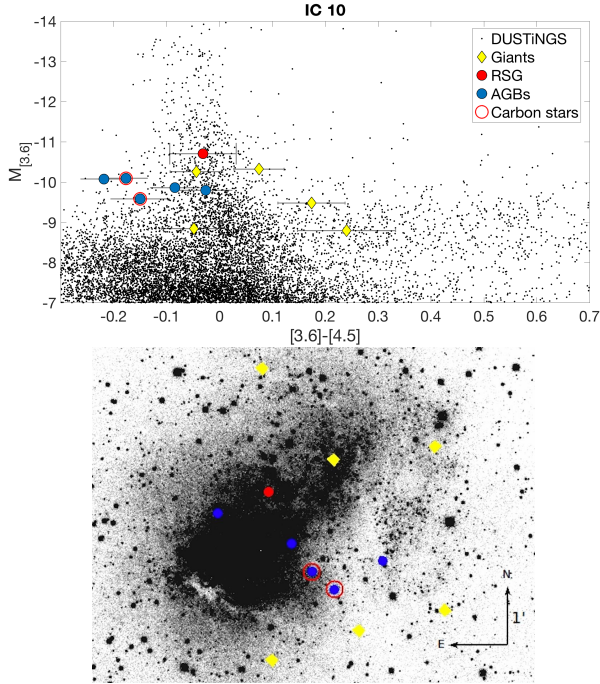 IC 10
-14
-13
-12
-11
-10
-9
-8
-7
M[3.6]
DUSTiNGS
Giants
RSG
AGBs
Carbon stars
-0.2 -0.1 0 0.1 0.2 0.3 0.4 0.5 0.6 0.7
[3.6]-[4.5]
N
1'
E